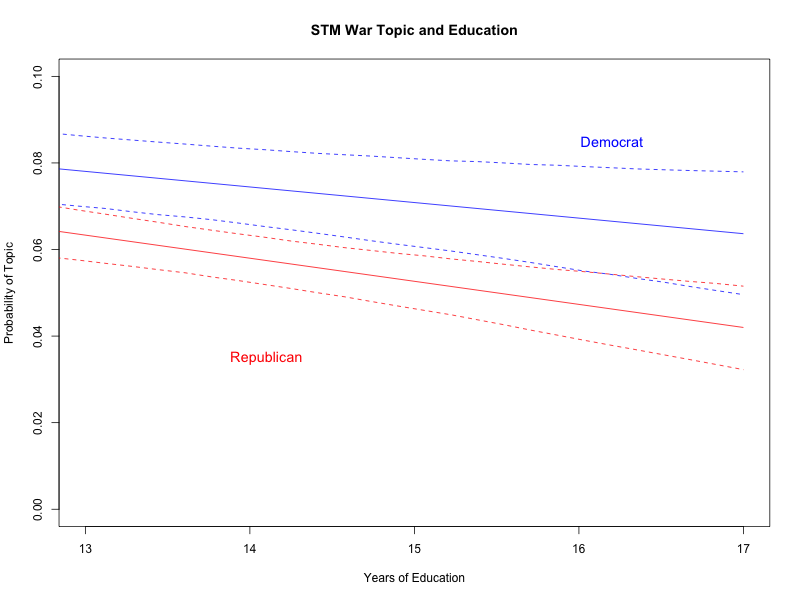 STM War Topic and Education
Probability of Topic
0.10
0.08
0.06
0.04
0.02
0.00
Democrat
Republican
13 14 15 16 17
Years of Education